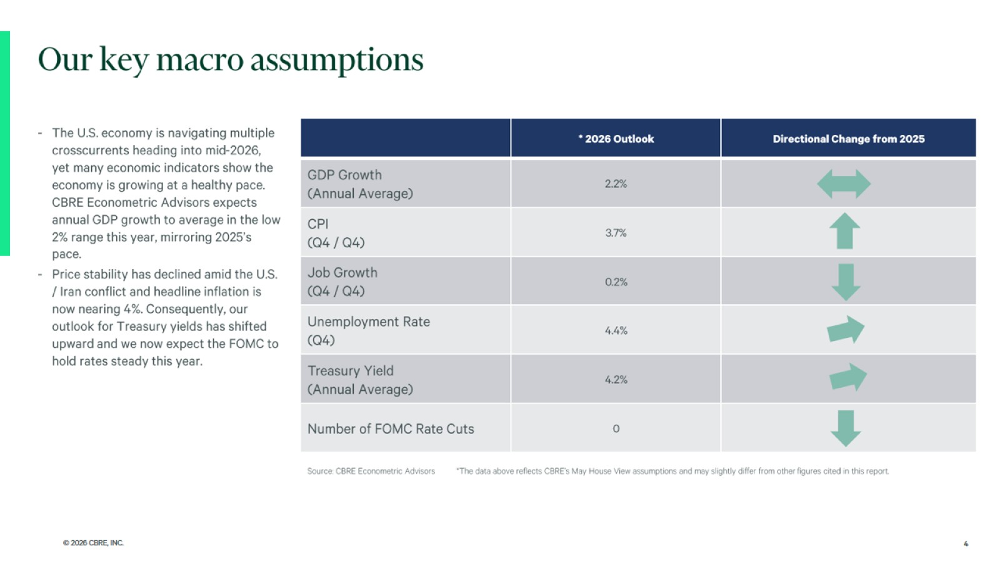 Our key macro assumptions
- The U.S. economy is navigating multiple
crosscurrents heading into mid-2026,
yet many economic indicators show the
economy is growing at a healthy pace.
CBRE Econometric Advisors expects
annual GDP growth to average in the low
2% range this year, mirroring 2025's
pace.
- Price stability has declined amid the U.S.
/ Iran conflict and headline inflation is
now nearing 4%. Consequently, our
outlook for Treasury yields has shifted
upward and we now expect the FOMC to
hold rates steady this year.
* 2026 Outlook Directional Change from 2025
GDP Growth
(Annual Average)
2.2%
CPI
(Q4 / Q4)
3.7%
Job Growth
(Q4 / Q4)
0.2%
Unemployment Rate
(Q4)
4.4%
Treasury Yield
(Annual Average)
4.2%
Number of FOMC Rate Cuts 0
Source: CBRE Econometric Advisors *The data above reflects CBRE's May House View assumptions and may slightly differ from other figures cited in this report.
© 2026 CBRE, INC. 4